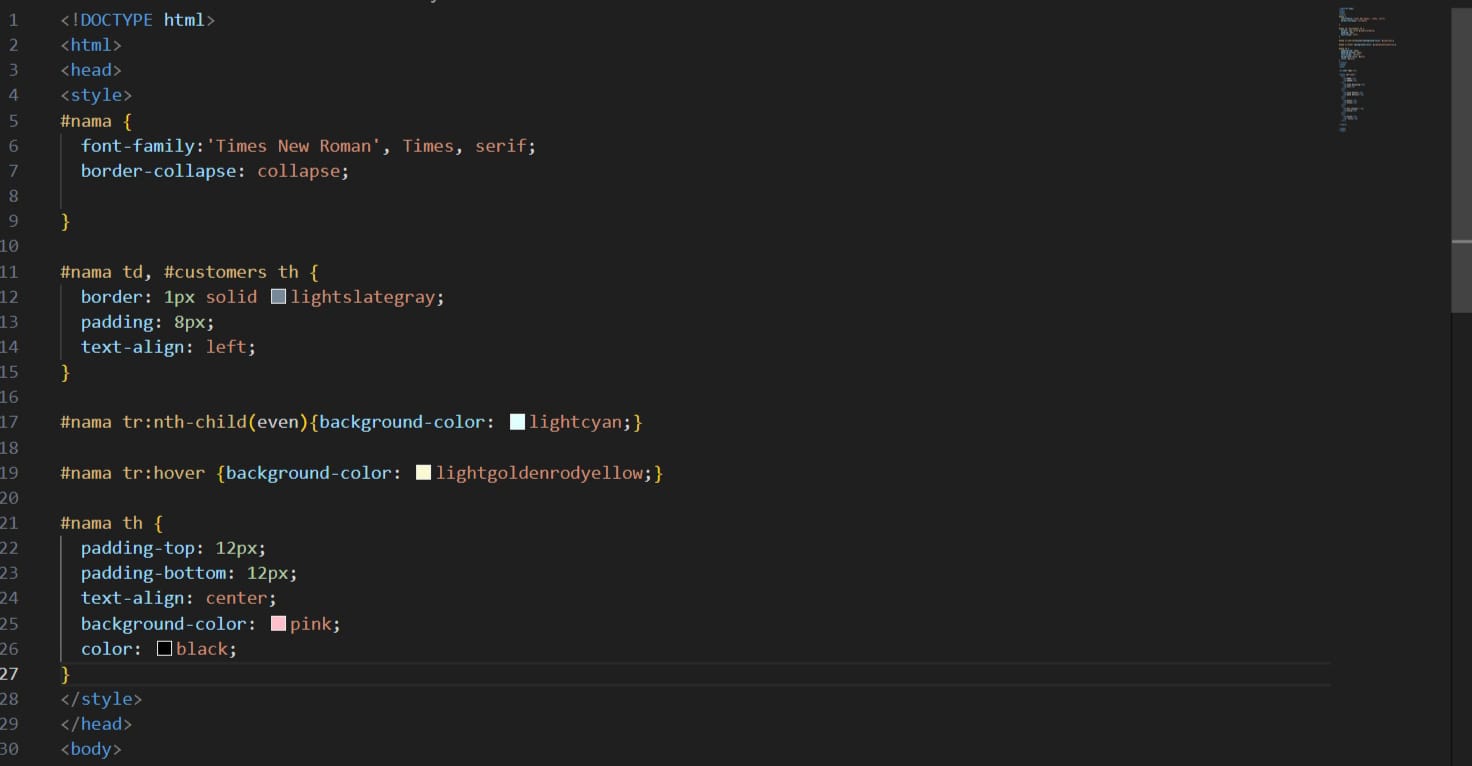 1 <!DOCTYPE html>
2 <html>
3 <head>
4 <style>
5 #nama {
6 font-family:'Times New Roman', Times, serif;
7 border-collapse: collapse;
8
9 }
10
11 #nama td, #customers th {
12 border: 1px solid lightslategray;
13 padding: 8px;
14 text-align: left;
15 }
16
17 #nama tr:nth-child(even){background-color: lightcyan;}
18
19 #nama tr:hover {background-color: lightgoldenrodyellow;}
20
21 #nama th {
22 padding-top: 12px;
23 padding-bottom: 12px;
24 text-align: center;
25 background-color: pink;
26 color: black;
27 }
28 </style>
29 </head>
30 <body>